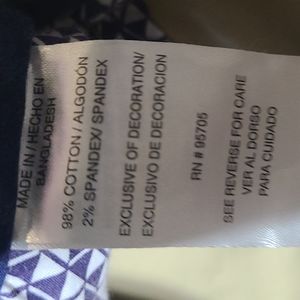 MADE IN / HECHO EN
BANGLADESH
98% COTTON / ALGODÓN
2% SPANDEX/ SPANDEX
EXCLUSIVE OF DECORATION/
EXCLUSIVO DE DECORACION
RN # 95705
SEE REVERSE FOR CARE
VER AL DORSO
PARA CUIDADO